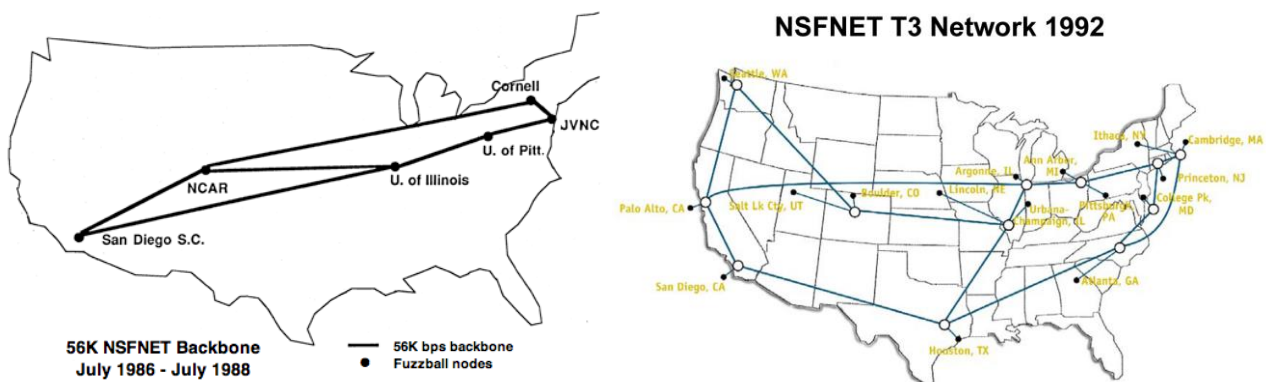 Cornell
JVNC
U. of Pitt.
NCAR
U. of Illinois
San Diego S.C.
56K NSFNET Backbone
July 1986 - July 1988
56K bps backbone
Fuzzball nodes
NSFNET T3 Network 1992
Seattle, WA
Ithaca, NY
Cambridge, MA
Ann Arbor,
MI
Argonne, IL
Princeton, NJ
Boulder, CO
Lincoln, NE
Salt Lk Cty, UT
Palo Alto, CA
Pittsburgh,
PA
College Pk,
MD
Urbana-
Champaign, IL
San Diego, CA
Atlanta, GA
Houston, TX